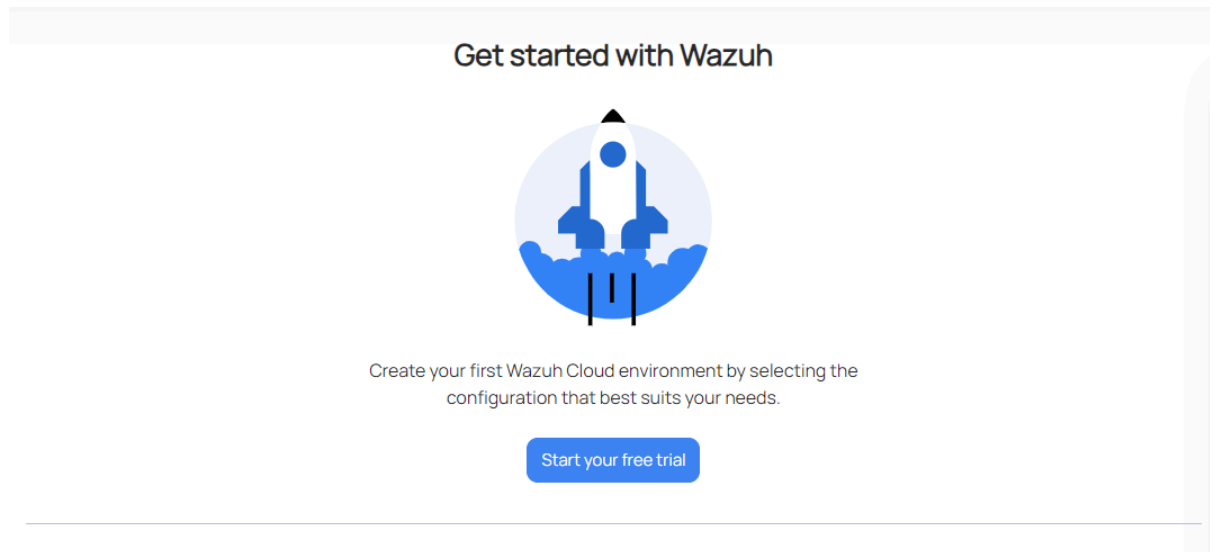 Get started with Wazuh
Create your first Wazuh Cloud environment by selecting the
configuration that best suits your needs.
Start your free trial